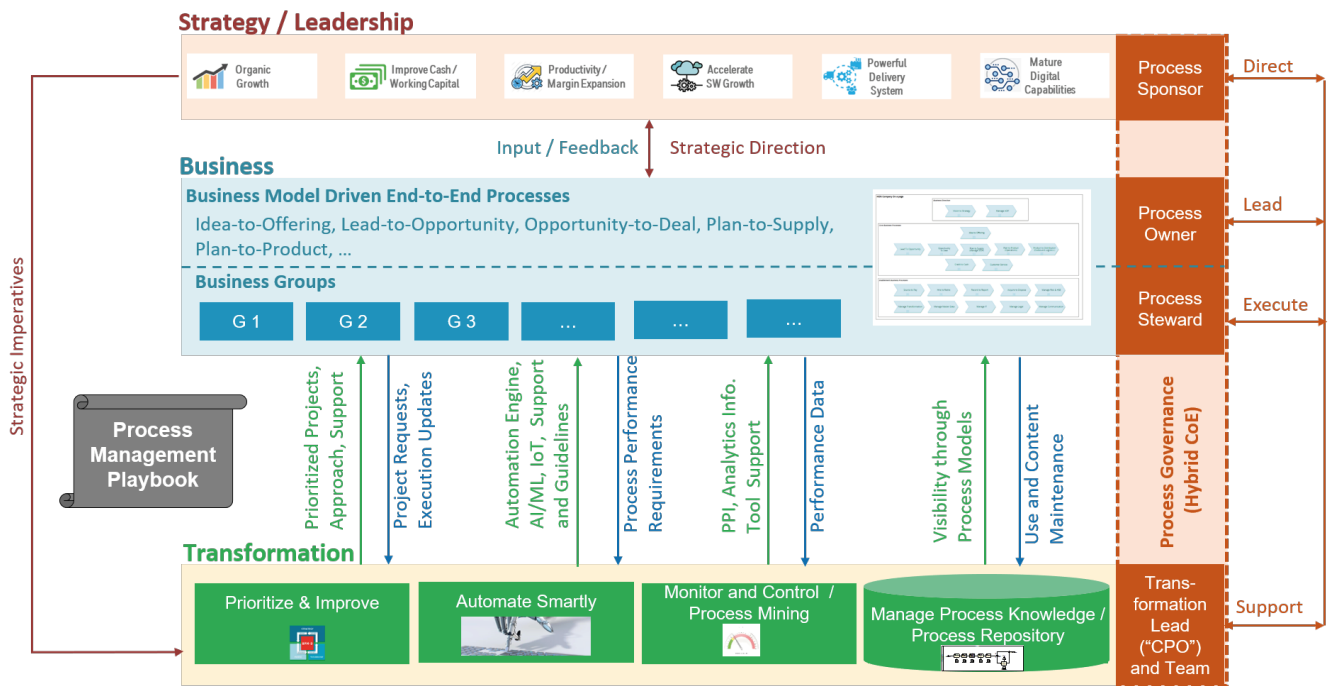 Strategy / Leadership
Organic
Growth
Improve Cash /
Working Capital
Productivity /
Margin Expansion
Accelerate
SW Growth
Powerful
Delivery
System
Mature
Digital
Capabilities
Process
Sponsor
Direct
Input / Feedback
Strategic Direction
Business
Business Model Driven End-to-End Processes
Idea-to-Offering, Lead-to-Opportunity, Opportunity-to-Deal, Plan-to-Supply,
Plan-to-Product, ...
Process
Owner
Lead
Business Groups
G 1
G 2
G 3
...
...
...
Process
Steward
Execute
Strategic Imperatives
Process
Management
Playbook
Prioritized Projects,
Approach, Support
Project Requests,
Execution Updates
Automation Engine,
AI/ML, IoT, Support
and Guidelines
Process Performance
Requirements
PPI, Analytics Info.
Tool Support
Performance Data
Visibility through
Process Models
Use and Content
Maintenance
Process Governance
(Hybrid CoE)
Transformation
Prioritize & Improve
Automate Smartly
Monitor and Control /
Process Mining
Manage Process Knowledge /
Process Repository
Trans-
formation
Lead
("CPO")
and Team
Support